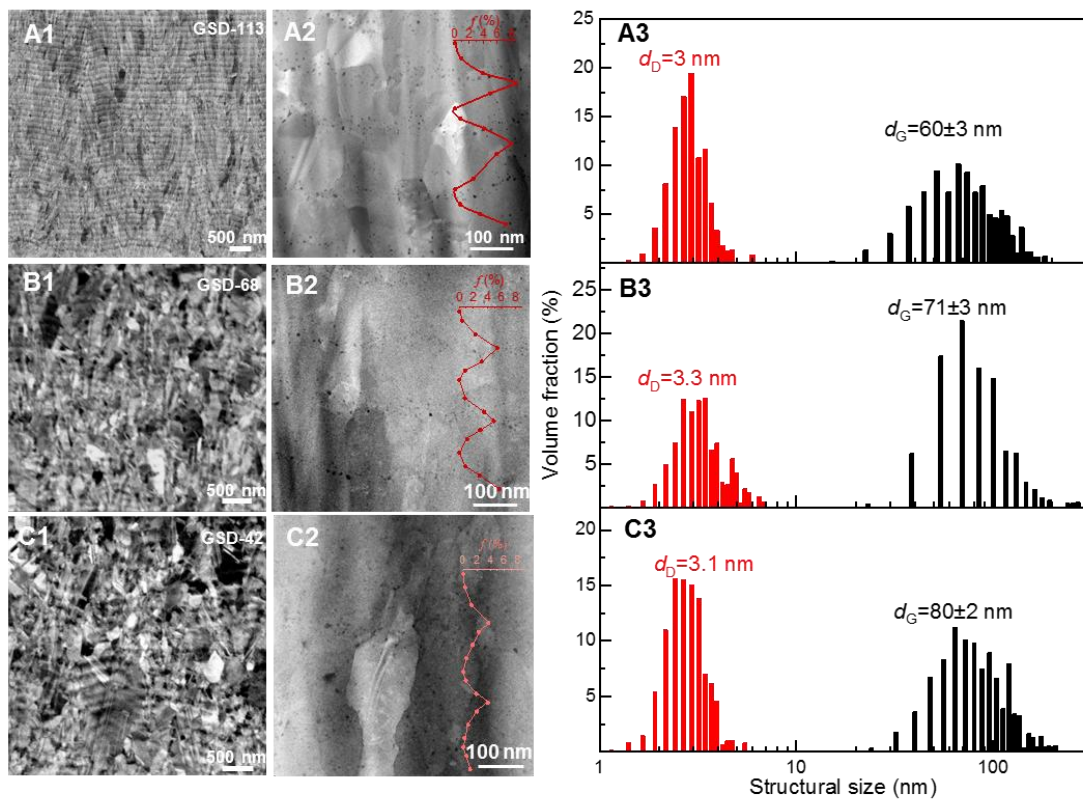 A1
GSD-113
500 nm
A2
f(%)
0 2 4 6 8
100 nm
B1
GSD-68
500 nm
B2
f(%)
0 2 4 6 8
100 nm
C1
GSD-42
500 nm
C2
f(%)
0 2 4 6 8
100 nm
A3
25
20
15
10
5
dD=3 nm
dG=60±3 nm
B3
20
15
10
5
dD=3.3 nm
dG=71±3 nm
C3
20
15
10
5
dD=3.1 nm
dG=80±2 nm
Volume fraction (%)
1 10 100
Structural size (nm)